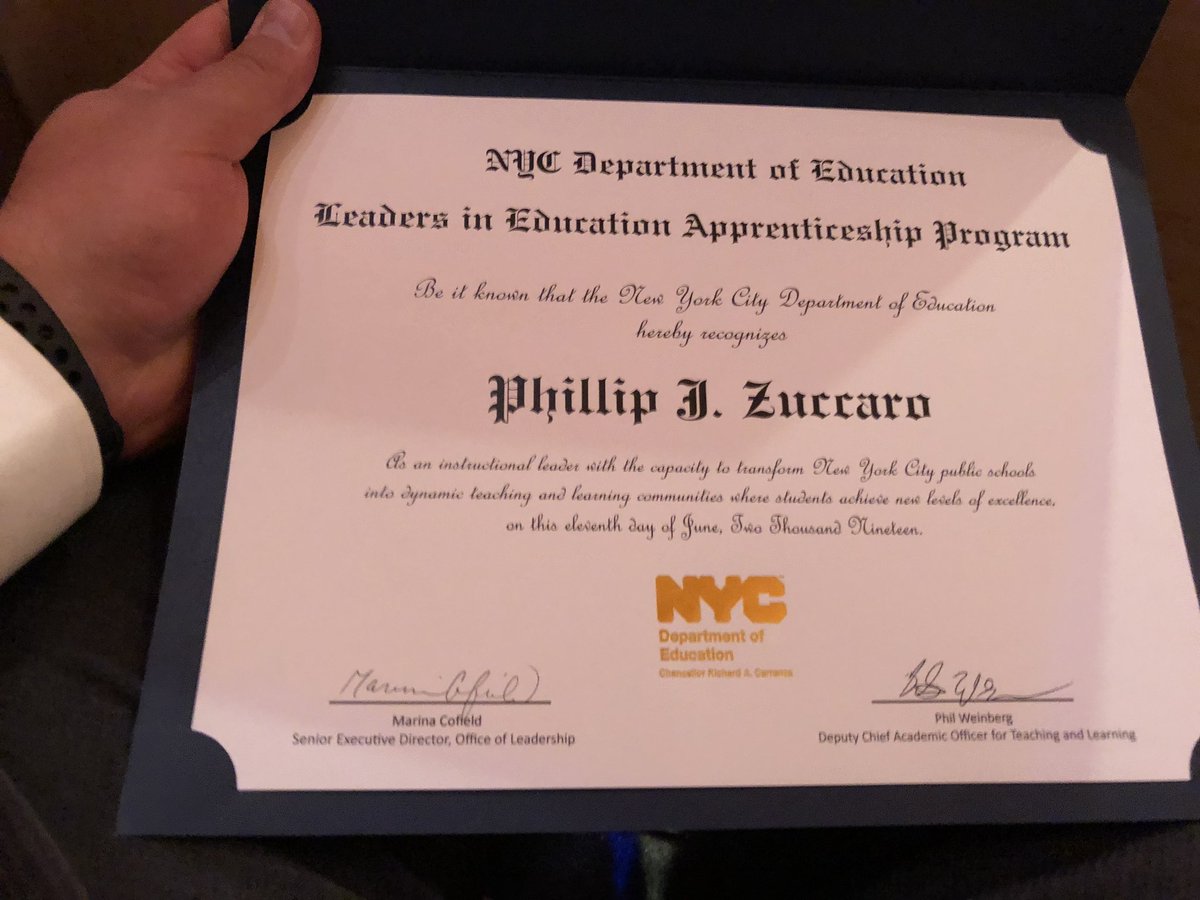 NYC Department of Education
Leaders in Education Apprenticeship Program
Be it known that the New York City Department of Education
hereby recognizes
Phillip J. Zuccaro
As an instructional leader with the capacity to transform New York City public schools
into dynamic teaching and learning communities where students achieve new levels of excellence,
on this eleventh day of June, Two Thousand Nineteen.
NYC
Department of
Education
Chancellor Richard A. Carranza
Marina Cofield
Marina Cofield
Senior Executive Director, Office of Leadership
Phil Weinberg
Deputy Chief Academic Officer for Teaching and Learning